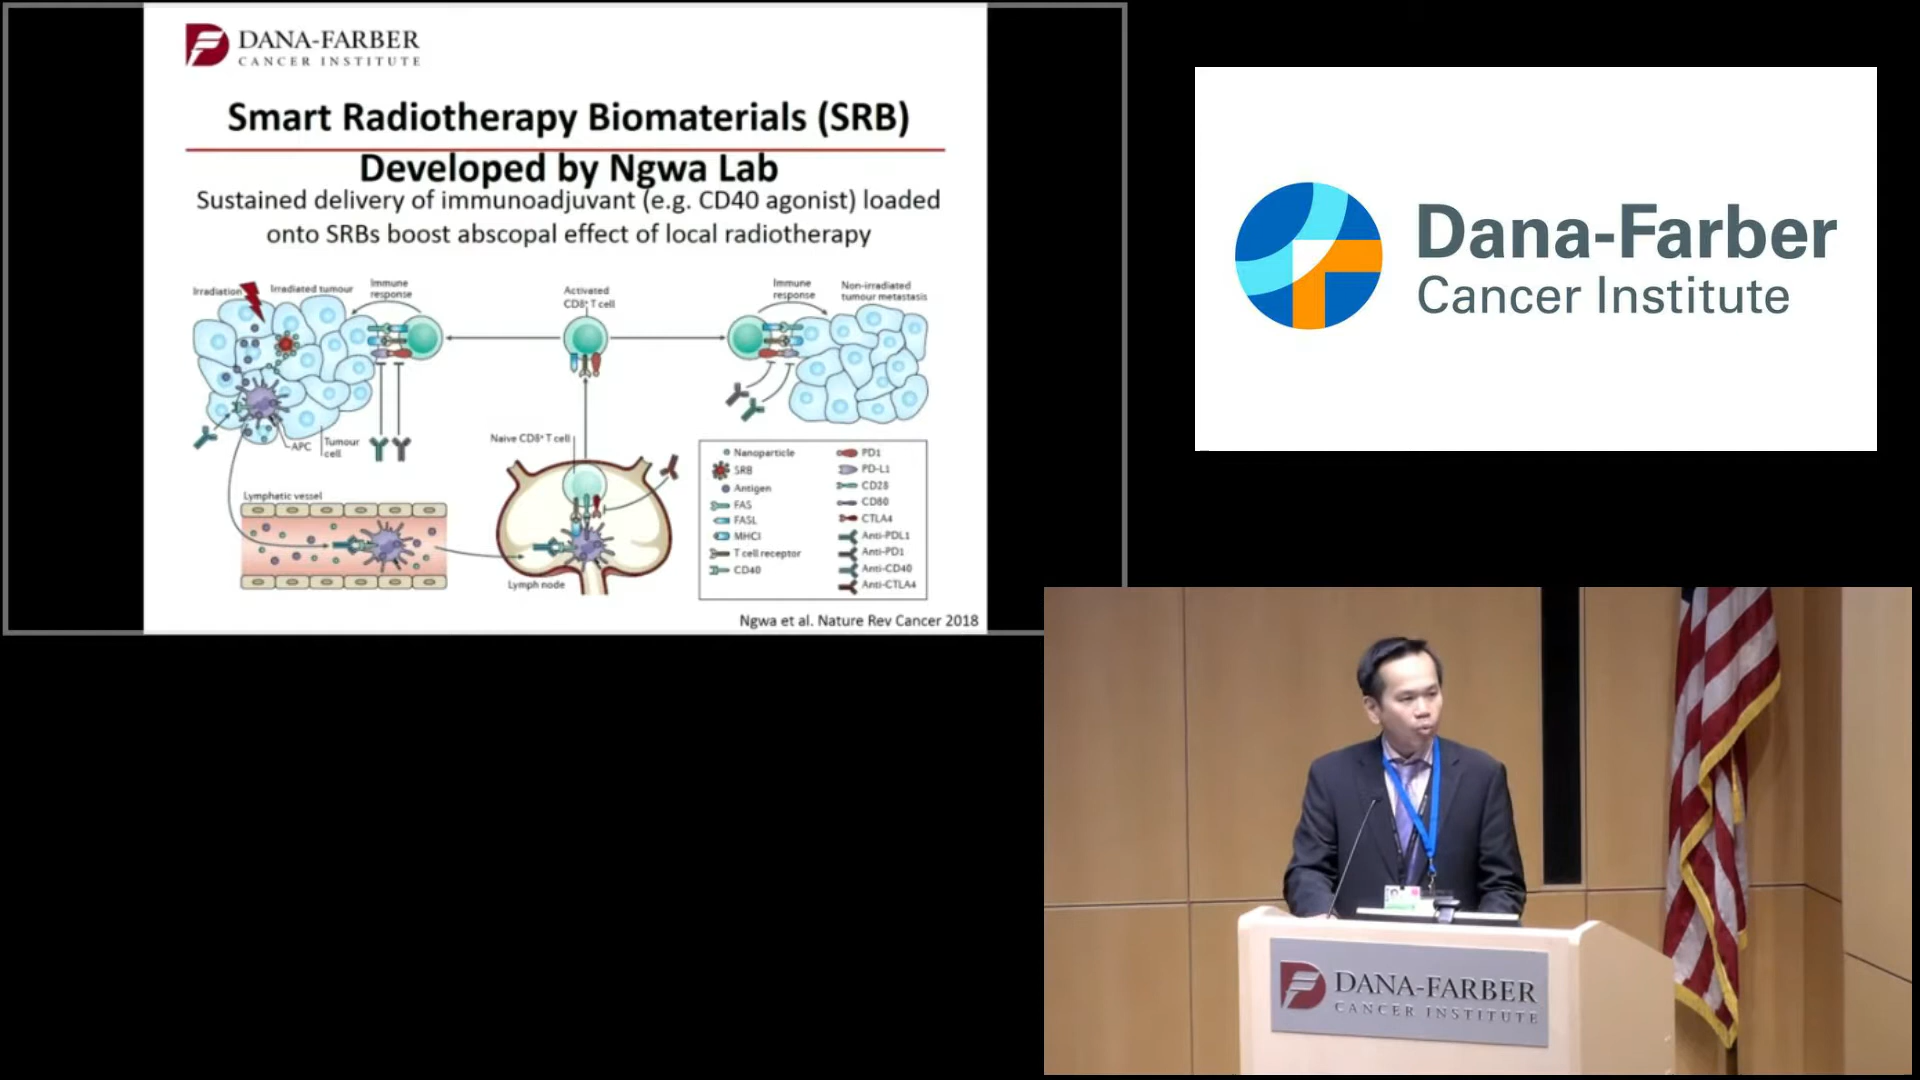 DANA-FARBER
CANCER INSTITUTE
Smart Radiotherapy Biomaterials (SRB)
Developed by Ngwa Lab
Sustained delivery of immunoadjuvant (e.g. CD40 agonist) loaded
onto SRBs boost abscopal effect of local radiotherapy
Irradiation
Irradiated tumour
Immune
response
Activated
CD8⁺ T cell
Immune
response
Non-irradiated
tumour metastasis
APC
Tumour
cell
Naive CD8⁺ T cell
Lymphatic vessel
Lymph node
Nanoparticle
SRB
Antigen
FAS
FASL
MHCI
T cell receptor
CD40
PD1
PD-L1
CD28
CD80
CTLA4
Anti-PDL1
Anti-PD1
Anti-CD40
Anti-CTLA4
Ngwa et al. Nature Rev Cancer 2018
Dana-Farber
Cancer Institute
DANA-FARBER
CANCER INSTITUTE